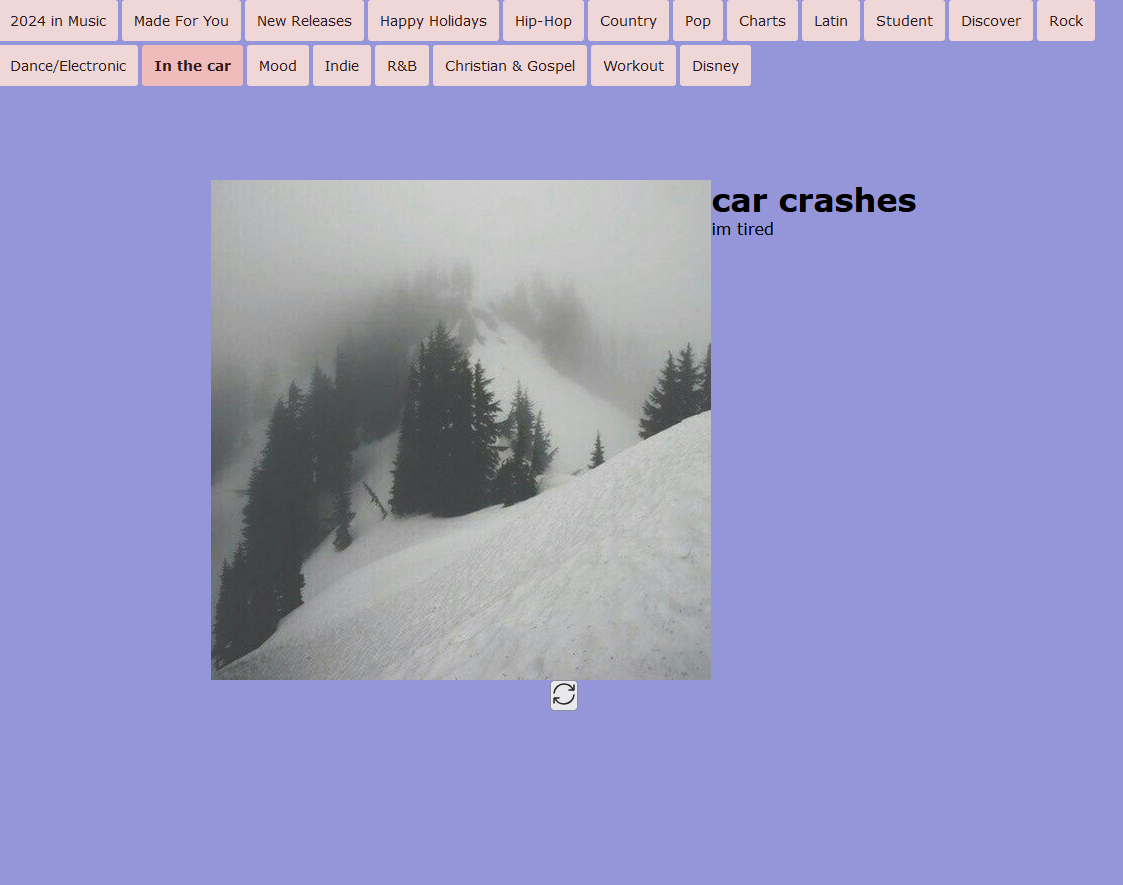 2024 in Music Made For You New Releases Happy Holidays Hip-Hop Country Pop Charts Latin Student Discover Rock
Dance/Electronic In the car Mood Indie R&B Christian & Gospel Workout Disney
car crashes
im tired